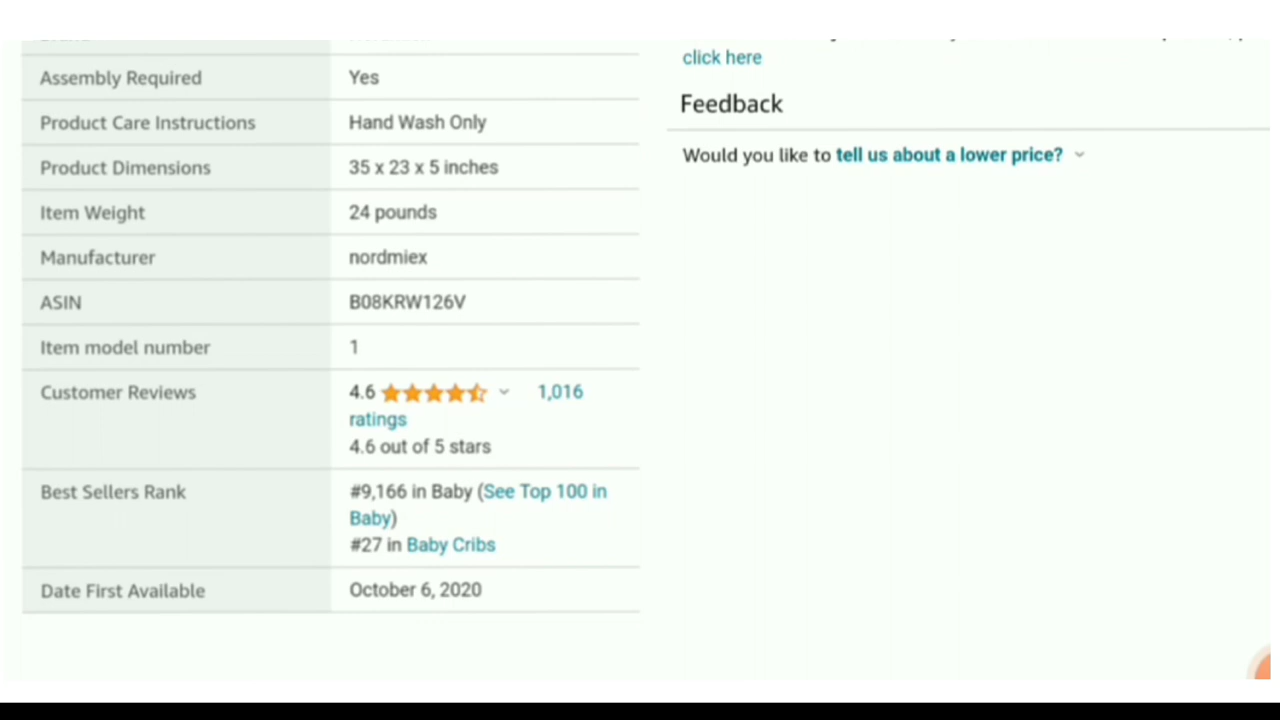 Assembly Required Yes
Product Care Instructions Hand Wash Only
Product Dimensions 35 x 23 x 5 inches
Item Weight 24 pounds
Manufacturer nordmiex
ASIN B08KRW126V
Item model number 1
Customer Reviews 4.6 1,016
ratings
4.6 out of 5 stars
Best Sellers Rank #9,166 in Baby (See Top 100 in
Baby)
#27 in Baby Cribs
Date First Available October 6, 2020
click here
Feedback
Would you like to tell us about a lower price?